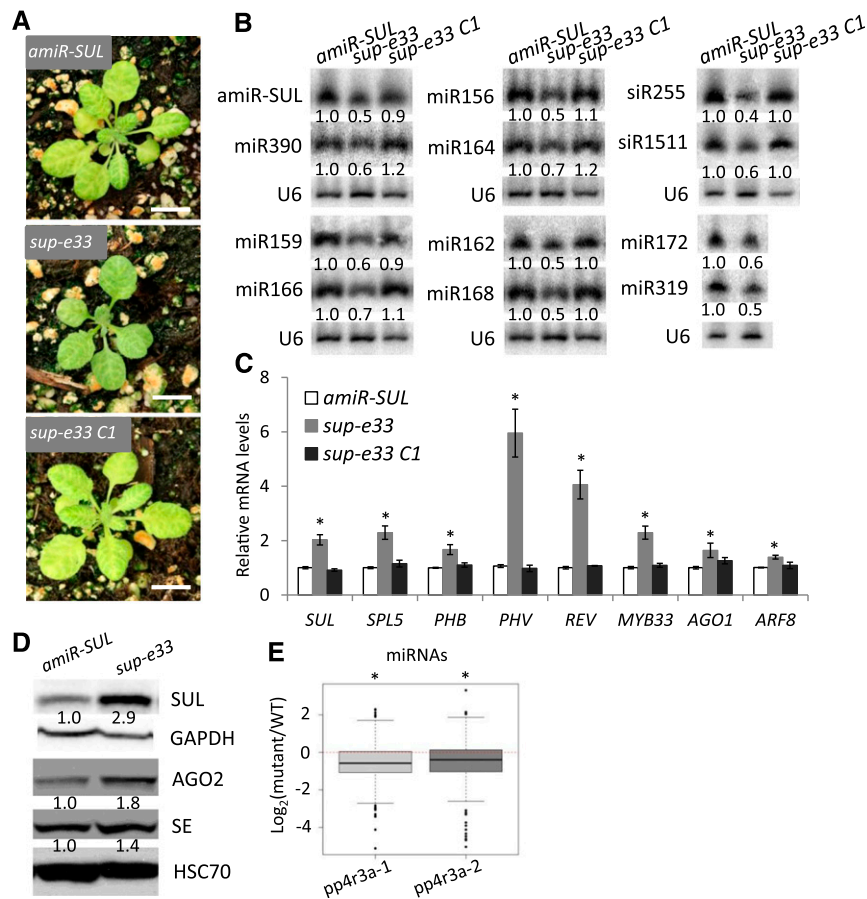 A
amiR-SUL
sup-e33
sup-e33 C1
B
amiR-SUL sup-e33 sup-e33 C1
amiR-SUL
1.0 0.5 0.9
miR390
1.0 0.6 1.2
U6
miR159
1.0 0.6 0.9
miR166
1.0 0.7 1.1
U6
amiR-SUL sup-e33 sup-e33 C1
miR156
1.0 0.5 1.1
miR164
1.0 0.7 1.2
U6
miR162
1.0 0.5 1.0
miR168
1.0 0.5 1.0
U6
amiR-SUL sup-e33 sup-e33 C1
siR255
1.0 0.4 1.0
siR1511
1.0 0.6 1.0
U6
miR172
1.0 0.6
miR319
1.0 0.5
U6
C
Relative mRNA levels
8
6
4
2
0
amiR-SUL
sup-e33
sup-e33 C1
* * * * * * * *
SUL SPL5 PHB PHV REV MYB33 AGO1 ARF8
D
amiR-SUL sup-e33
SUL
1.0 2.9
GAPDH
AGO2
1.0 1.8
SE
1.0 1.4
HSC70
E
miRNAs
* *
Log2(mutant/WT)
2
0
-2
-4
pp4r3a-1 pp4r3a-2